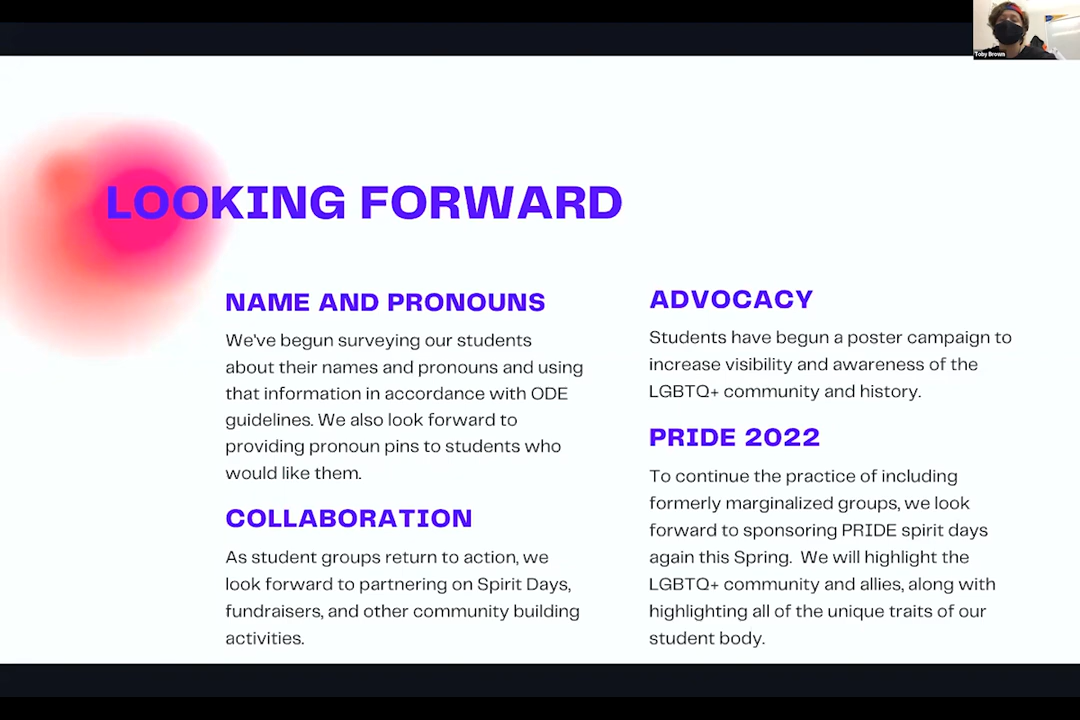 Toby Brown
LOOKING FORWARD
NAME AND PRONOUNS
We've begun surveying our students
about their names and pronouns and using
that information in accordance with ODE
guidelines. We also look forward to
providing pronoun pins to students who
would like them.
COLLABORATION
As student groups return to action, we
look forward to partnering on Spirit Days,
fundraisers, and other community building
activities.
ADVOCACY
Students have begun a poster campaign to
increase visibility and awareness of the
LGBTQ+ community and history.
PRIDE 2022
To continue the practice of including
formerly marginalized groups, we look
forward to sponsoring PRIDE spirit days
again this Spring.  We will highlight the
LGBTQ+ community and allies, along with
highlighting all of the unique traits of our
student body.